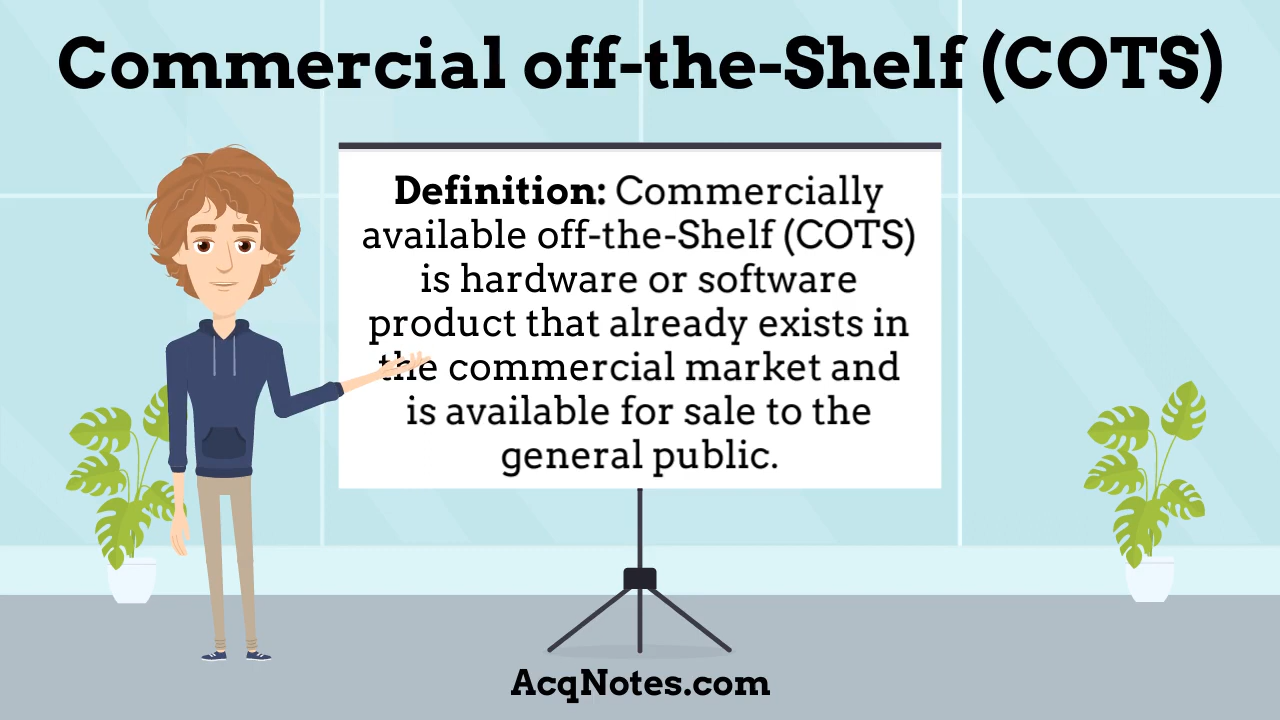 Commercial off-the-Shelf (COTS)
Definition: Commercially
available off-the-Shelf (COTS)
is hardware or software
product that already exists in
the commercial market and
is available for sale to the
general public.
AcqNotes.com